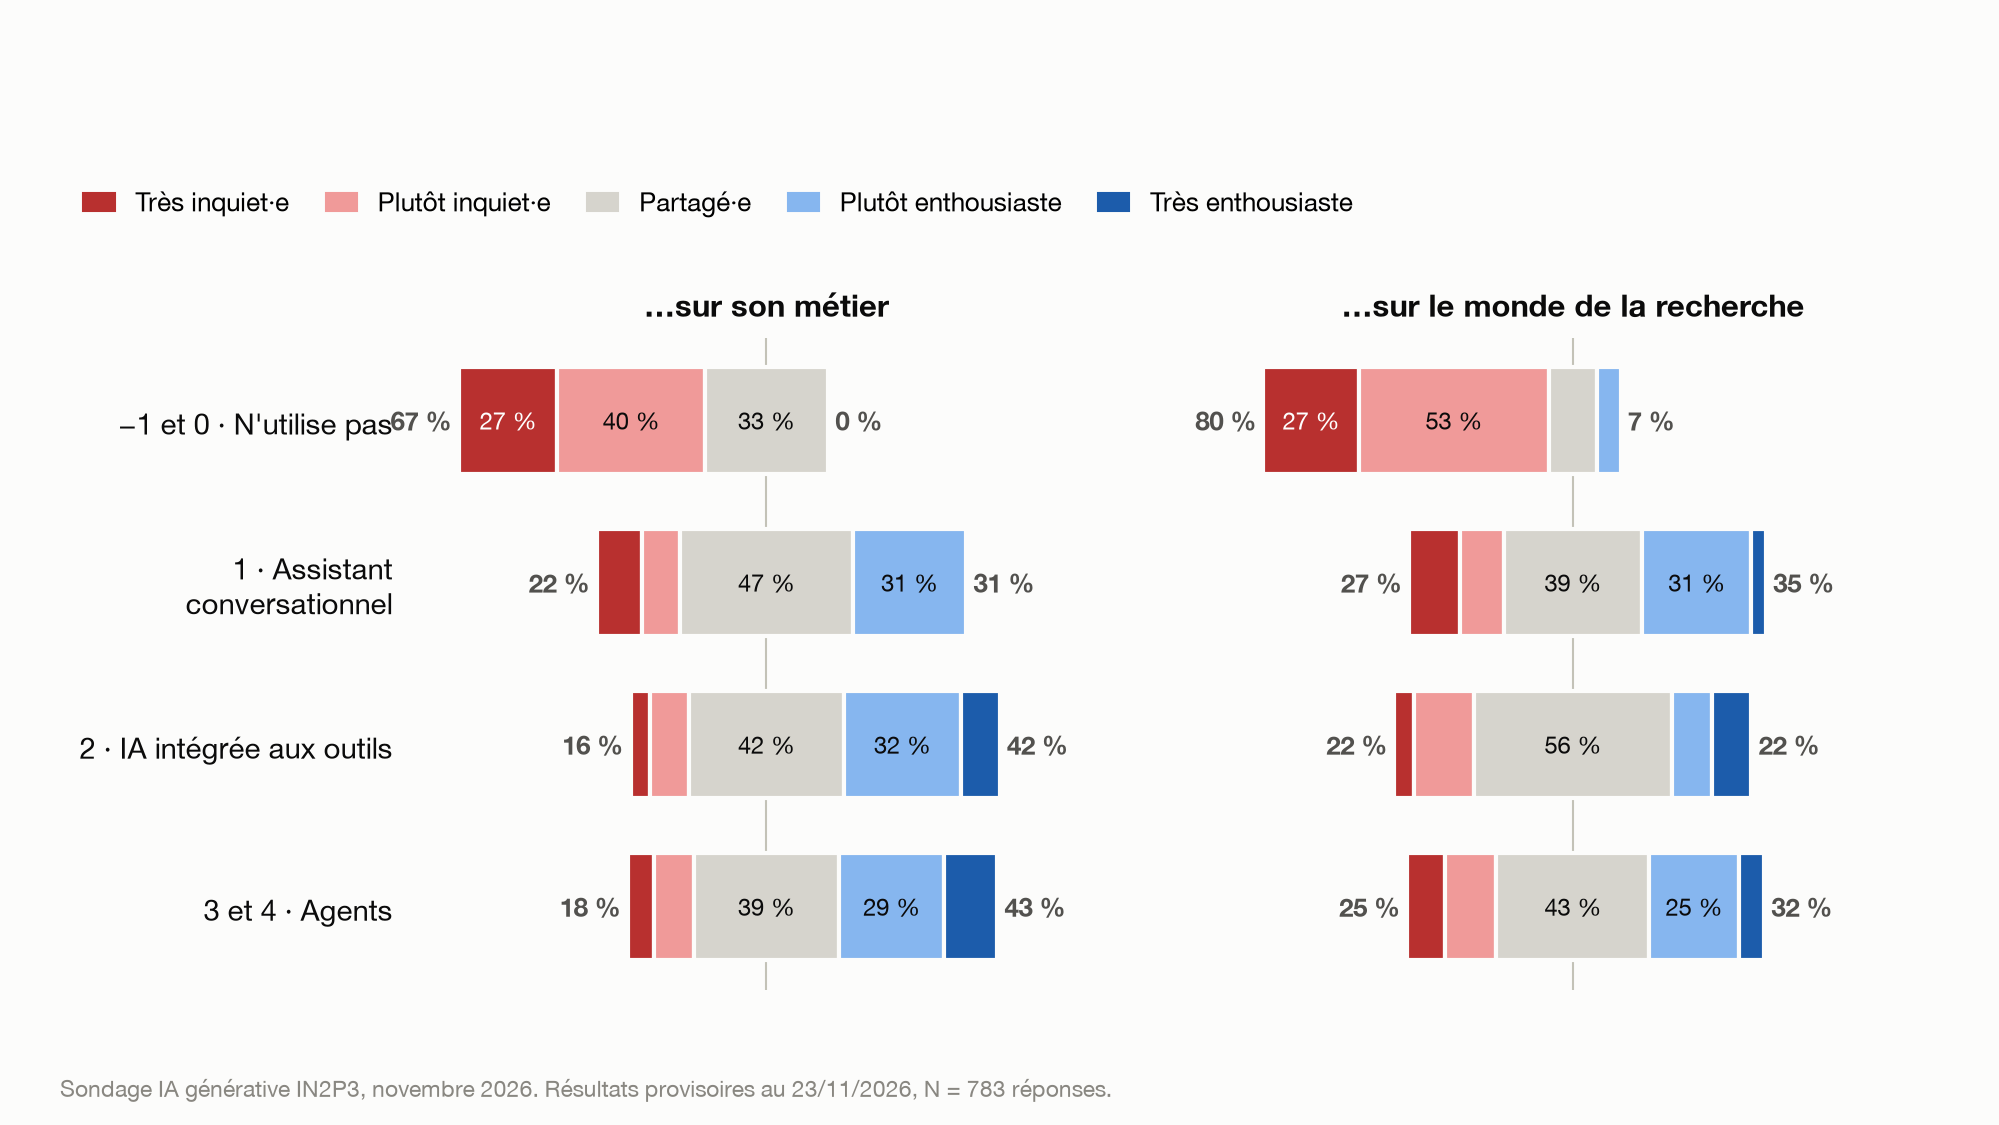 Très inquiet·e Plutôt inquiet·e Partagé·e Plutôt enthousiaste Très enthousiaste
…sur son métier …sur le monde de la recherche
–1 et 0 · N'utilise pas 67 % 27 % 40 % 33 % 0 % 80 % 27 % 53 % 7 %
1 · Assistant
conversationnel
22 % 47 % 31 % 31 % 27 % 39 % 31 % 35 %
2 · IA intégrée aux outils 16 % 42 % 32 % 42 % 22 % 56 % 22 %
3 et 4 · Agents 18 % 39 % 29 % 43 % 25 % 43 % 25 % 32 %
Sondage IA générative IN2P3, novembre 2026. Résultats provisoires au 23/11/2026, N = 783 réponses.